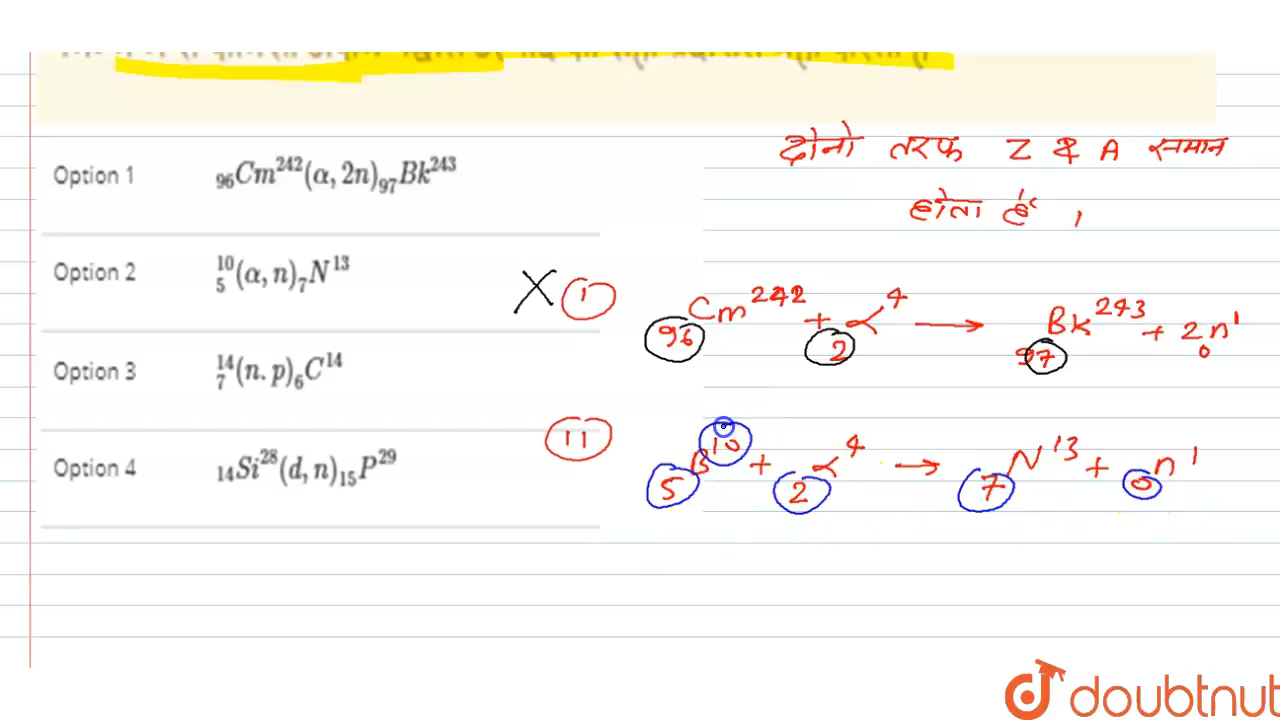 दोनो तरफ Z & A समान
होता है ।
Option 1 ₉₆Cm²⁴²(α, 2n)₉₇Bk²⁴³
Option 2 ¹⁰₅(α, n)₇N¹³
X 1 ₉₆Cm²⁴² + ₂α⁴ → ₉₇Bk²⁴³ + 2₀n¹
Option 3 ¹⁴₇(n.p)₆C¹⁴
11 ₅B¹⁰ + ₂α⁴ → ₇N¹³ + ₀n¹
Option 4 ₁₄Si²⁸(d, n)₁₅P²⁹
doubtnut